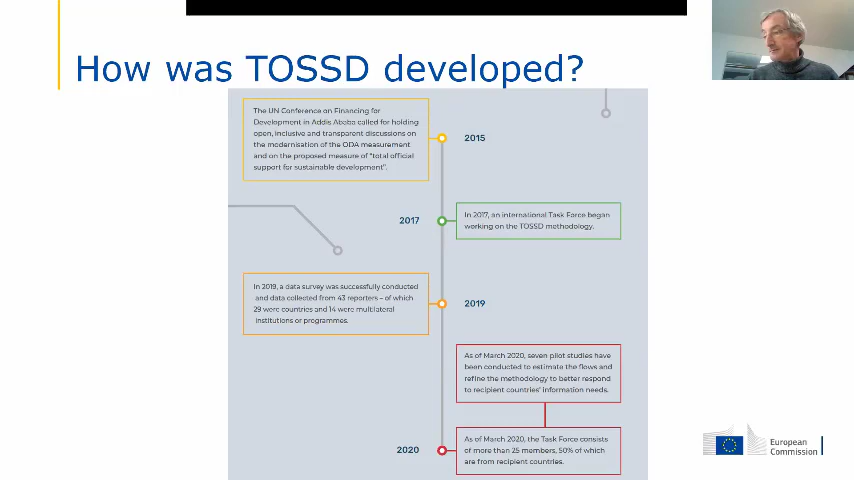 How was TOSSD developed?
The UN Conference on Financing for
Development in Addis Ababa called for holding
open, inclusive and transparent discussions on
the modernisation of the ODA measurement
and on the proposed measure of "total official
support for sustainable development".
2015
2017
In 2017, an international Task Force began
working on the TOSSD methodology.
In 2019, a data survey was successfully conducted
and data collected from 43 reporters – of which
29 were countries and 14 were multilateral
institutions or programmes.
2019
As of March 2020, seven pilot studies have
been conducted to estimate the flows and
refine the methodology to better respond
to recipient countries' information needs.
2020
As of March 2020, the Task Force consists
of more than 25 members, 50% of which
are from recipient countries.
European
Commission